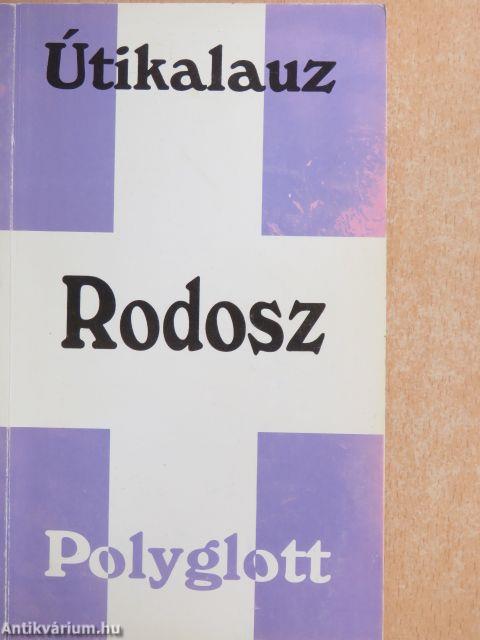 Útikalauz
Rodosz
Polyglott
Antikvárium.hu